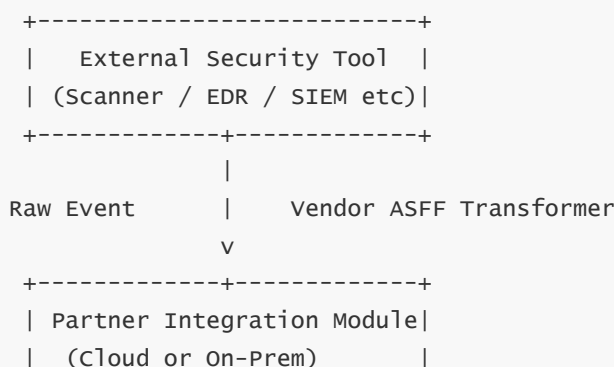 +----------------------------+
|   External Security Tool   |
| (Scanner / EDR / SIEM etc)|
+-------------+-------------+
|
Raw Event      |    Vendor ASFF Transformer
v
+-------------+-------------+
| Partner Integration Module|
|  (Cloud or On-Prem)       |